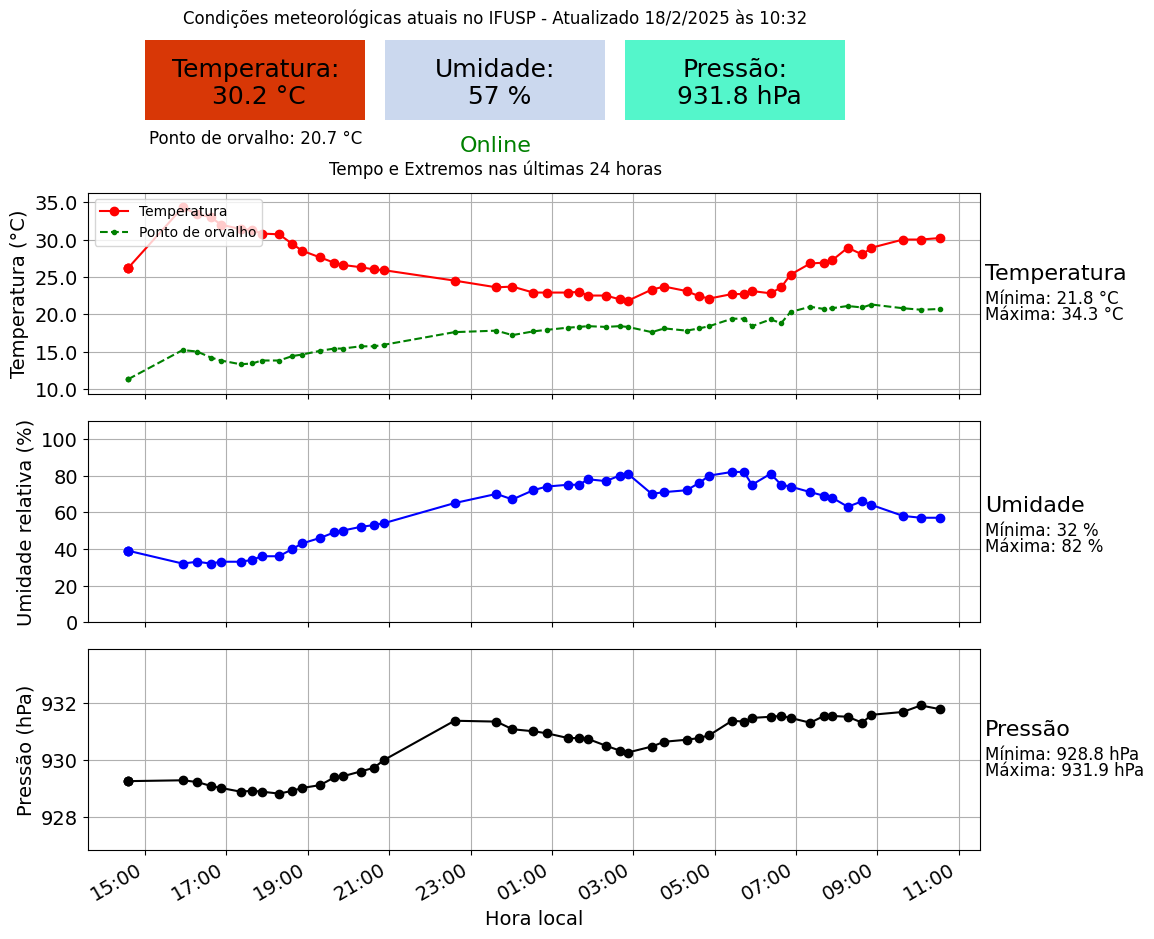 Condições meteorológicas atuais no IFUSP - Atualizado 18/2/2025 às 10:32
Temperatura:
30.2 °C
Umidade:
57 %
Pressão:
931.8 hPa
Ponto de orvalho: 20.7 °C
Online
Tempo e Extremos nas últimas 24 horas
Temperatura (°C)
35.0
30.0
25.0
20.0
15.0
10.0
Temperatura
Ponto de orvalho
Temperatura
Mínima: 21.8 °C
Máxima: 34.3 °C
Umidade relativa (%)
100
80
60
40
20
0
Umidade
Mínima: 32 %
Máxima: 82 %
Pressão (hPa)
932
930
928
Pressão
Mínima: 928.8 hPa
Máxima: 931.9 hPa
15:00 17:00 19:00 21:00 23:00 01:00 03:00 05:00 07:00 09:00 11:00
Hora local